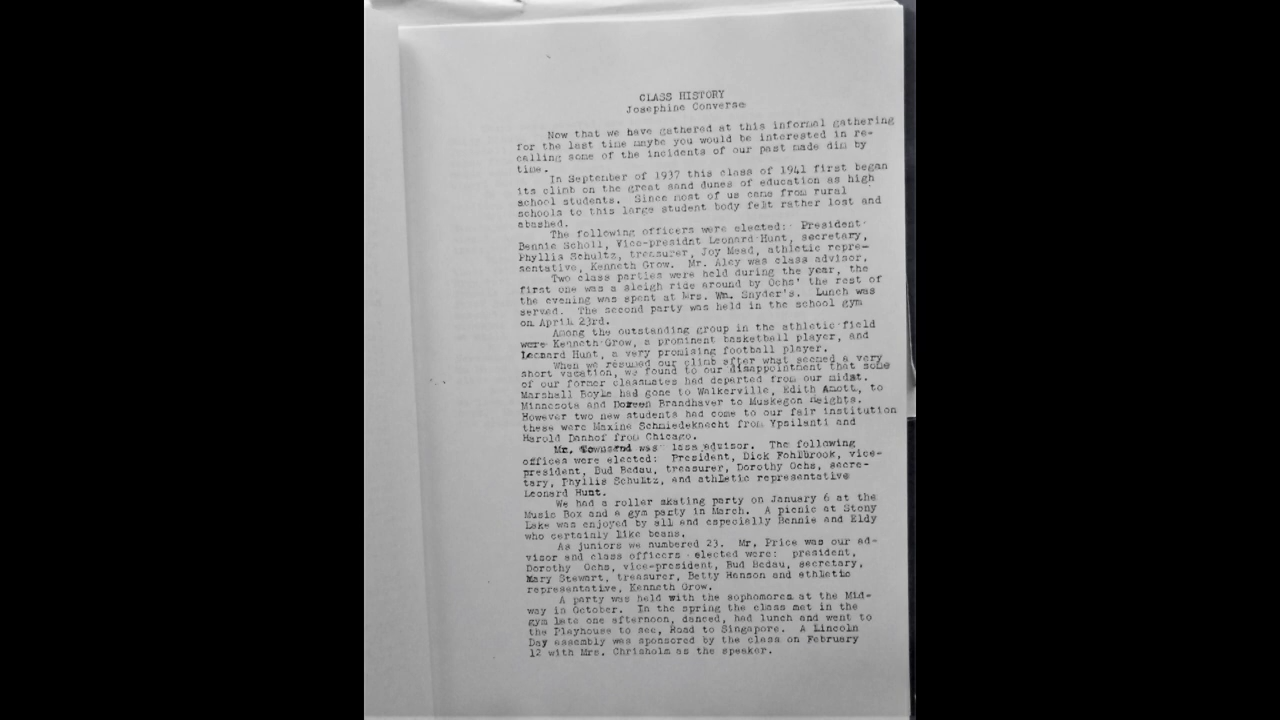 CLASS HISTORY
Josephine Converse
Now that we have gathered at this informal gathering
for the last time maybe you would be interested in re-
calling some of the incidents of our past made dim by
time.
In September of 1937 this class of 1941 first began
its climb on the great sand dunes of education as high
school students. Since most of us came from rural
schools to this large student body felt rather lost and
abashed.
The following officers were elected: President
Bennie Scholl, Vice-presidnt Leonard Hunt, secretary,
Phyllis Schultz, treasurer, Joy Mead, athletic repre-
sentative, Kenneth Grow. Mr. Aley was class advisor.
Two class parties were held during the year, the
first one was a sleigh ride around by Ochs' the rest of
the evening was spent at Mrs. Wm. Snyder's. Lunch was
served. The second party was held in the school gym
on April 23rd.
Among the outstanding group in the athletic field
were Kenneth Grow, a prominent basketball player, and
Leonard Hunt, a very promising football player.
When we resumed our climb after what seemed a very
short vacation, we found to our disappointment that some
of our former classmates had departed from our midst.
Marshall Boyle had gone to Walkerville, Edith Amott, to
Minnesota and Doreen Brandhaver to Muskegon Heights.
However two new students had come to our fair institution
these were Maxine Schmiedeknecht from Ypsilanti and
Harold Danhof from Chicago.
Mr. Townsend was lass advisor. The following
offices were elected: President, Dick Fohlbrook, vice-
president, Bud Bedau, treasurer, Dorothy Ochs, secre-
tary, Phyllis Schultz, and athletic representative
Leonard Hunt.
We had a roller skating party on January 6 at the
Music Box and a gym party in March. A picnic at Stony
Lake was enjoyed by all and especially Bennie and Eldy
who certainly like beans.
As juniors we numbered 23. Mr. Price was our ad-
visor and class officers elected were: president,
Dorothy Ochs, vice-president, Bud Bedau, secretary,
Mary Stewart, treasurer, Betty Hanson and athletic
representative, Kenneth Grow.
A party was held with the sophomores at the Mid-
way in October. In the spring the class met in the
gym late one afternoon, danced, had lunch and went to
the Playhouse to see, Road to Singapore. A Lincoln
Day assembly was sponsored by the class on February
12 with Mrs. Chrisholm as the speaker.